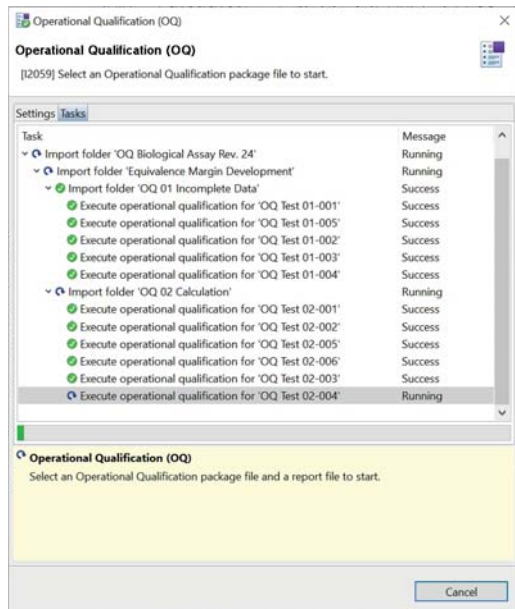 Operational Qualification (OQ)
Operational Qualification (OQ)
[I2059] Select an Operational Qualification package file to start.
Settings Tasks
Task Message
Import folder 'OQ Biological Assay Rev. 24' Running
Import folder 'Equivalence Margin Development' Running
Import folder 'OQ 01 Incomplete Data' Success
Execute operational qualification for 'OQ Test 01-001' Success
Execute operational qualification for 'OQ Test 01-005' Success
Execute operational qualification for 'OQ Test 01-002' Success
Execute operational qualification for 'OQ Test 01-003' Success
Execute operational qualification for 'OQ Test 01-004' Success
Import folder 'OQ 02 Calculation' Running
Execute operational qualification for 'OQ Test 02-001' Success
Execute operational qualification for 'OQ Test 02-002' Success
Execute operational qualification for 'OQ Test 02-005' Success
Execute operational qualification for 'OQ Test 02-006' Success
Execute operational qualification for 'OQ Test 02-003' Success
Execute operational qualification for 'OQ Test 02-004' Running
Operational Qualification (OQ)
Select an Operational Qualification package file and a report file to start.
Cancel